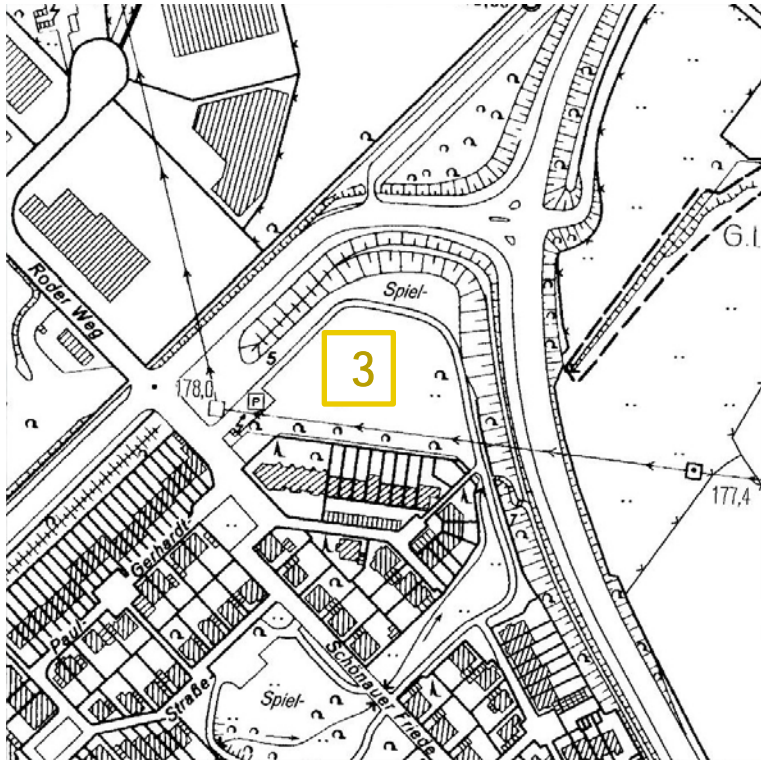 Spiel-
G.L
Roder Weg
3
5
178,0
P
177,4
7
Gerhardt-
Paul-
Straße
Schönauer Friede
Spiel-